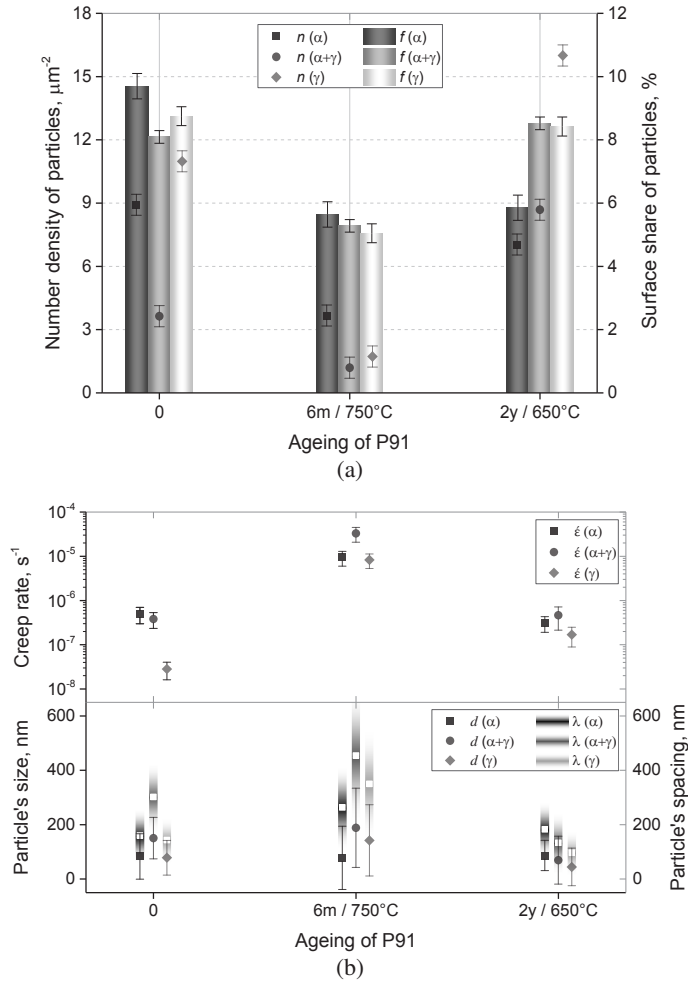 18
15
12
9
6
3
0
Number density of particles, μm⁻²
n (α) f (α)
n (α+γ) f (α+γ)
n (γ) f (γ)
12
10
8
6
4
2
0
Surface share of particles, %
0 6m / 750°C 2y / 650°C
Ageing of P91
(a)
10⁻⁴
10⁻⁵
10⁻⁶
10⁻⁷
10⁻⁸
Creep rate, s⁻¹
έ (α)
έ (α+γ)
έ (γ)
600
400
200
0
Particle's size, nm
d (α) λ (α)
d (α+γ) λ (α+γ)
d (γ) λ (γ)
600
400
200
0
Particle's spacing, nm
0 6m / 750°C 2y / 650°C
Ageing of P91
(b)